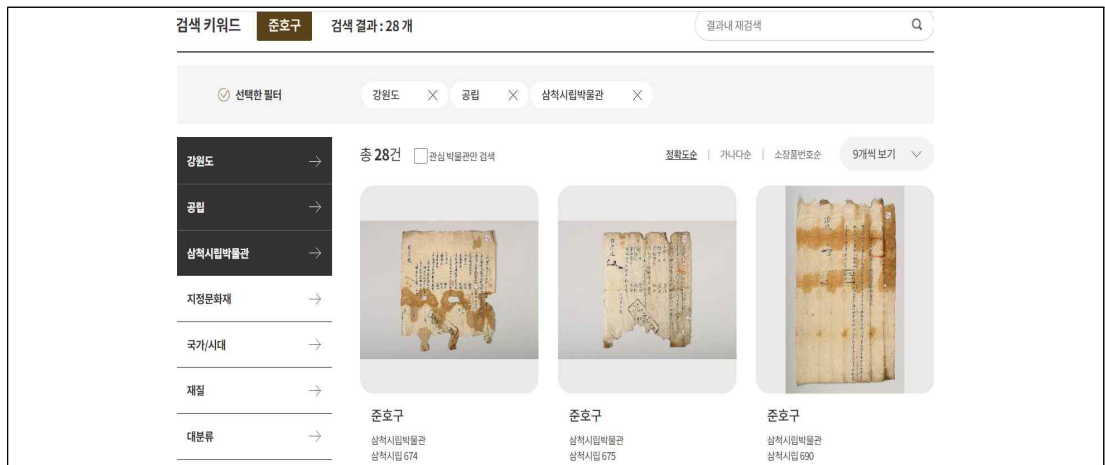 검색 키워드 준호구 검색 결과 : 28 개
결과내 재검색
선택한 필터 강원도 공립 삼척시립박물관
강원도
공립
삼척시립박물관
지정문화재
국가/시대
재질
대분류
총 28건 관심 박물관만 검색
정확도순 | 가나다순 | 소장품번호순 9개씩 보기
준호구
삼척시립박물관
삼척시립 674
준호구
삼척시립박물관
삼척시립 675
준호구
삼척시립박물관
삼척시립 690